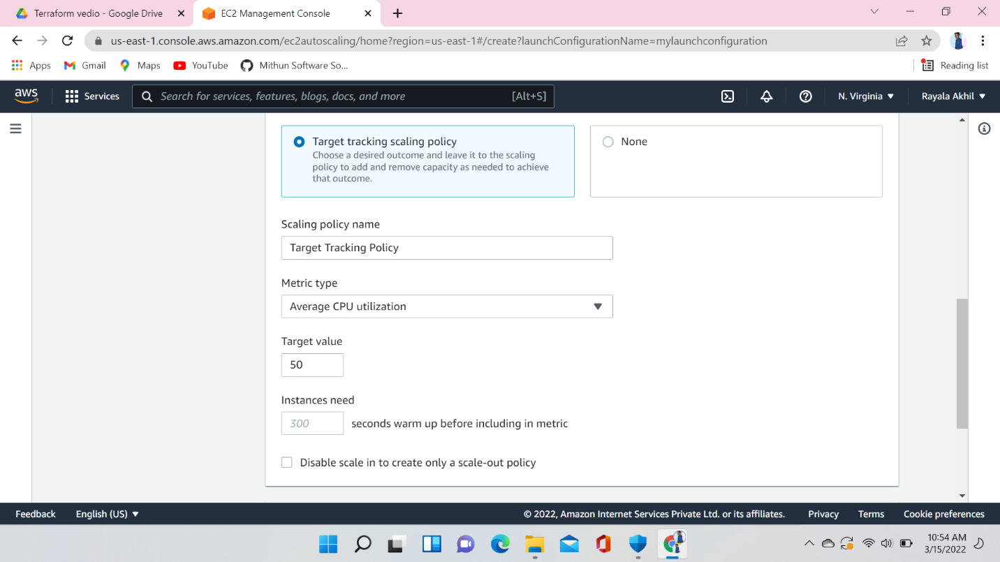 Terraform vedio - Google Drive
EC2 Management Console
us-east-1.console.aws.amazon.com/ec2autoscaling/home?region=us-east-1#/create?launchConfigurationName=mylaunchconfiguration
Apps
Gmail
Maps
YouTube
Mithun Software So...
Reading list
aws
Services
Search for services, features, blogs, docs, and more
[Alt+S]
N. Virginia
Rayala Akhil
Target tracking scaling policy
Choose a desired outcome and leave it to the scaling
policy to add and remove capacity as needed to achieve
that outcome.
None
Scaling policy name
Target Tracking Policy
Metric type
Average CPU utilization
Target value
50
Instances need
300 seconds warm up before including in metric
Disable scale in to create only a scale-out policy
Feedback
English (US)
© 2022, Amazon Internet Services Private Ltd. or its affiliates.
Privacy
Terms
Cookie preferences
10:54 AM
3/15/2022